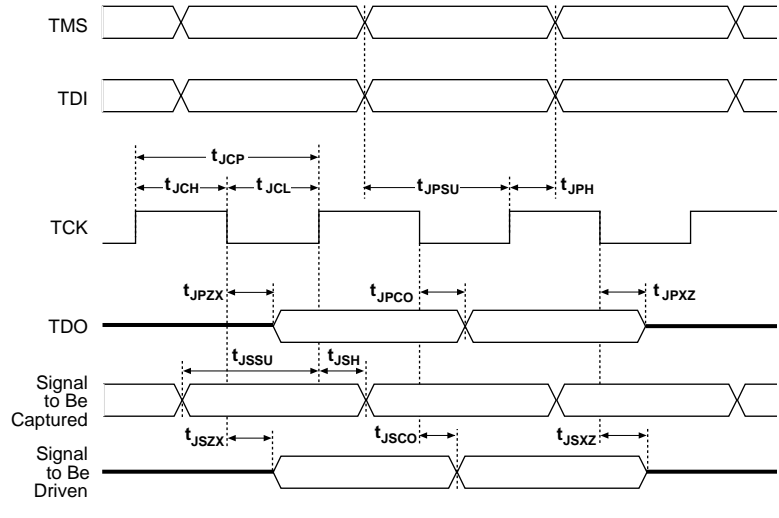 TMS
TDI
tJCP
tJCH tJCL tJPSU tJPH
TCK
tJPZX tJPCO tJPXZ
TDO
tJSSU tJSH
Signal
to Be
Captured
tJSZX tJSCO tJSXZ
Signal
to Be
Driven